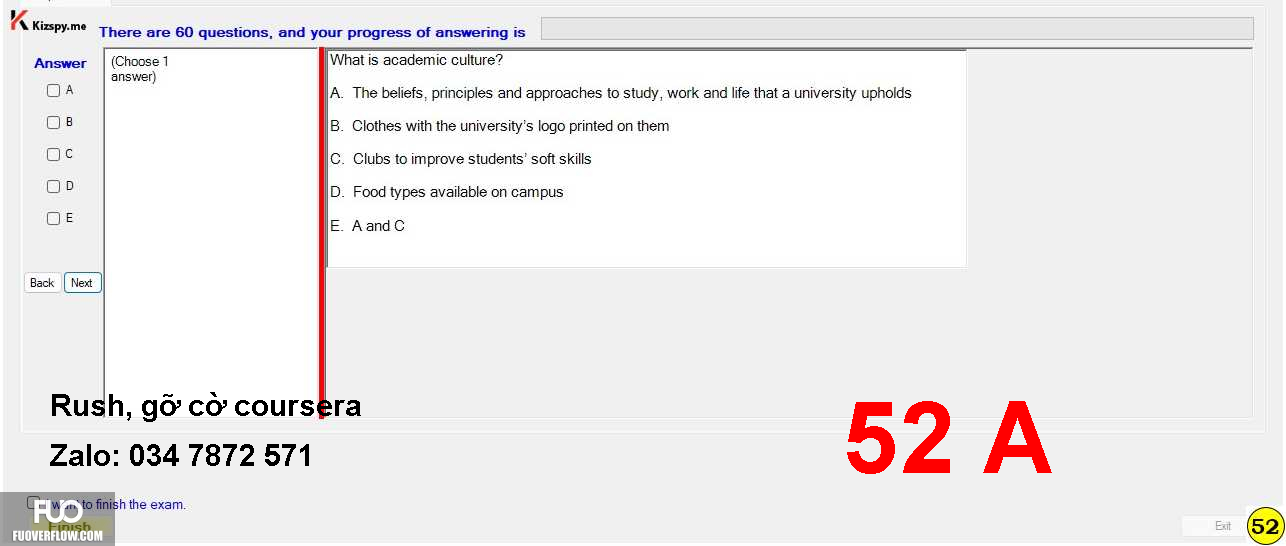 Kizspy.me
There are 60 questions, and your progress of answering is
Answer
A
B
C
D
E
Back Next
(Choose 1
answer)
What is academic culture?
A. The beliefs, principles and approaches to study, work and life that a university upholds
B. Clothes with the university's logo printed on them
C. Clubs to improve students' soft skills
D. Food types available on campus
E. A and C
Rush, gỡ cờ coursera
Zalo: 034 7872 571
52 A
I want to finish the exam.
Finish
FUO
FUOVERFLOW.COM
Exit
52